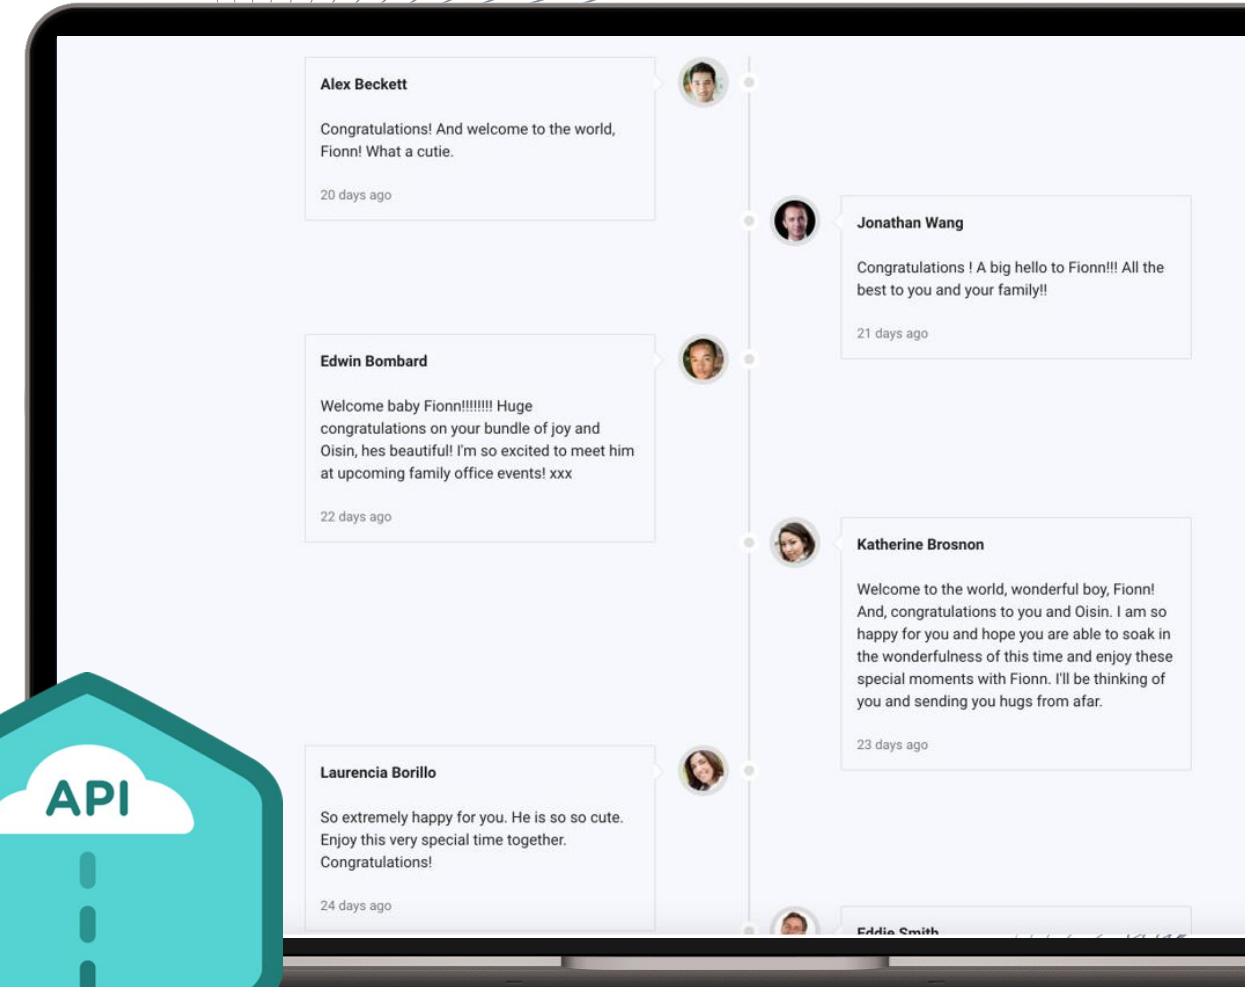 Alex Beckett
Congratulations! And welcome to the world,
Fionn! What a cutie.
20 days ago
Jonathan Wang
Congratulations ! A big hello to Fionn!!! All the
best to you and your family!!
21 days ago
Edwin Bombard
Welcome baby Fionn!!!!!!!! Huge
congratulations on your bundle of joy and
Oisin, hes beautiful! I'm so excited to meet him
at upcoming family office events! xxx
22 days ago
Katherine Brosnon
Welcome to the world, wonderful boy, Fionn!
And, congratulations to you and Oisin. I am so
happy for you and hope you are able to soak in
the wonderfulness of this time and enjoy these
special moments with Fionn. I'll be thinking of
you and sending you hugs from afar.
23 days ago
Laurencia Borillo
So extremely happy for you. He is so so cute.
Enjoy this very special time together.
Congratulations!
24 days ago
Eddie Smith
API